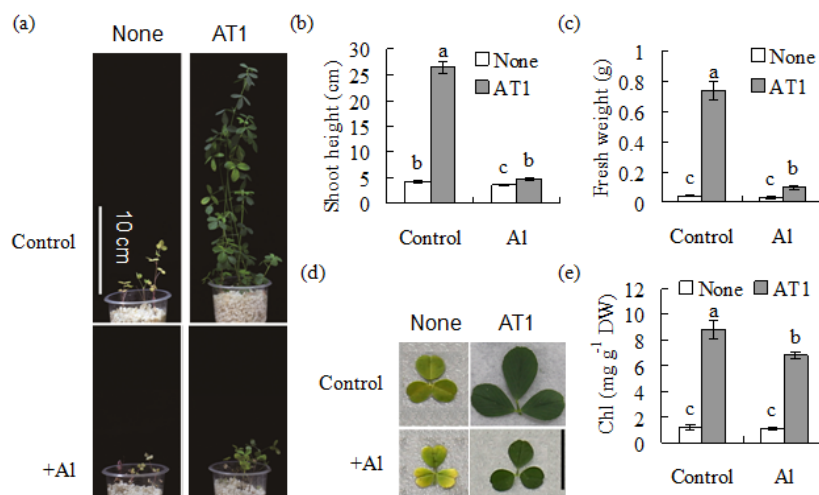 (a)
None
AT1
Control
10 cm
+Al
(b)
Shoot height (cm)
30
25
20
15
10
5
0
None
AT1
b
a
c
b
Control
Al
(c)
Fresh weight (g)
1
0.8
0.6
0.4
0.2
0
None
AT1
c
a
c
b
Control
Al
(d)
None
AT1
Control
+Al
(e)
Chl (mg g⁻¹ DW)
12
10
8
6
4
2
0
None
AT1
c
a
c
b
Control
Al